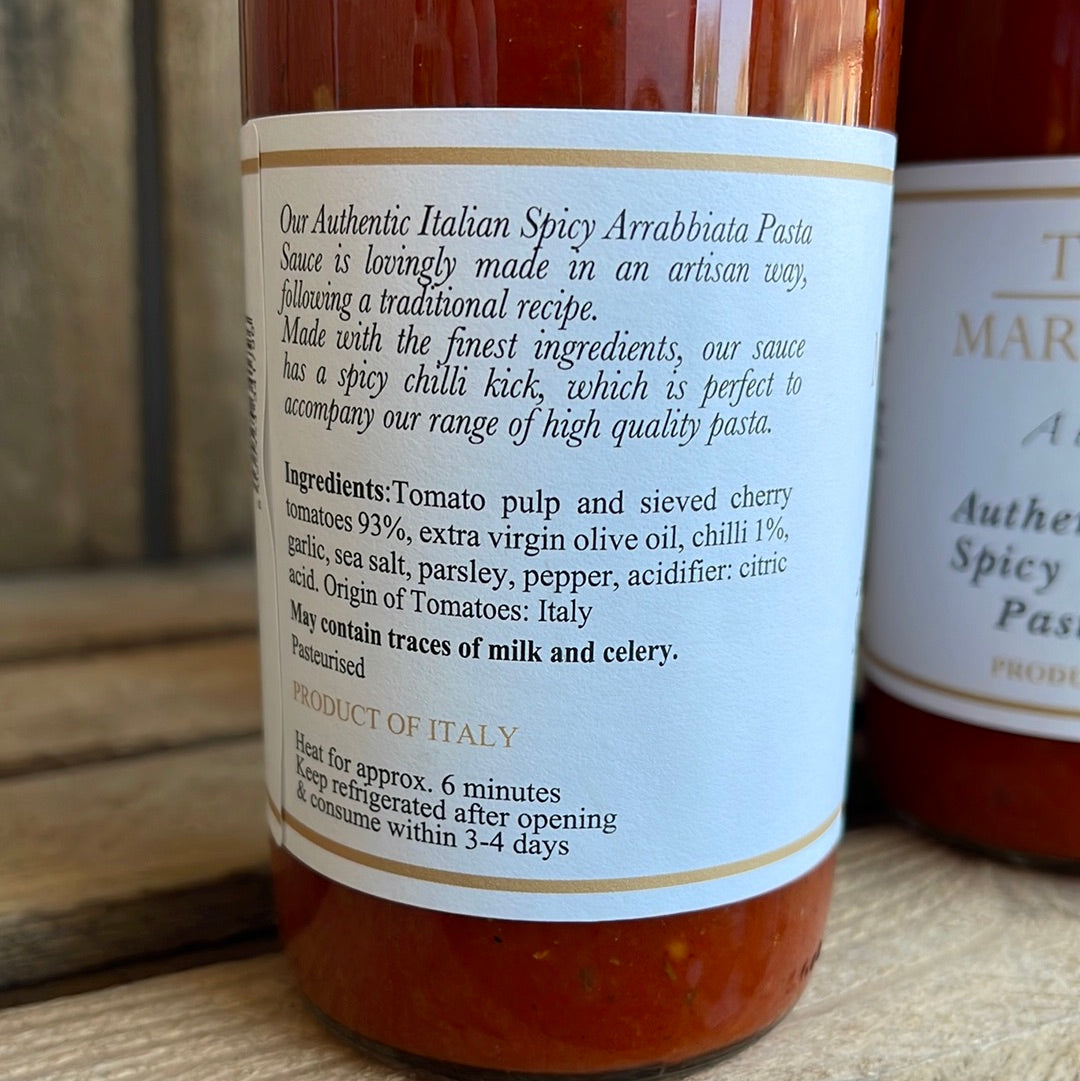 Our Authentic Italian Spicy Arrabbiata Pasta
Sauce is lovingly made in an artisan way,
following a traditional recipe.
Made with the finest ingredients, our sauce
has a spicy chilli kick, which is perfect to
accompany our range of high quality pasta.
Ingredients:Tomato pulp and sieved cherry
tomatoes 93%, extra virgin olive oil, chilli 1%,
garlic, sea salt, parsley, pepper, acidifier: citric
acid. Origin of Tomatoes: Italy
May contain traces of milk and celery.
Pasteurised
PRODUCT OF ITALY
Heat for approx. 6 minutes
Keep refrigerated after opening
& consume within 3-4 days
Spicy